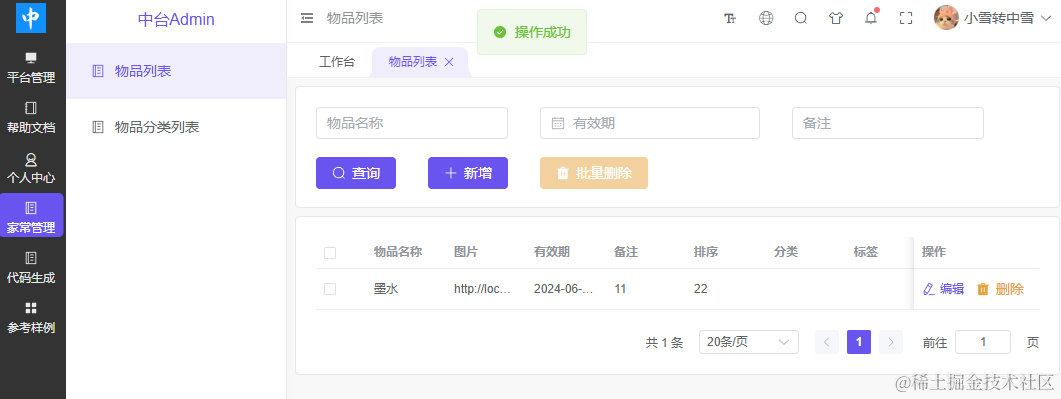 中
中台Admin
物品列表
操作成功
小雪转中雪
工作台
物品列表
平台管理
帮助文档
个人中心
家常管理
代码生成
参考样例
物品列表
物品分类列表
物品名称
有效期
备注
查询
新增
批量删除
物品名称 图片 有效期 备注 排序 分类 标签 操作
墨水 http://loc... 2024-06-... 11 22 编辑 删除
共 1 条 20条/页 1 前往 1 页
@稀土掘金技术社区